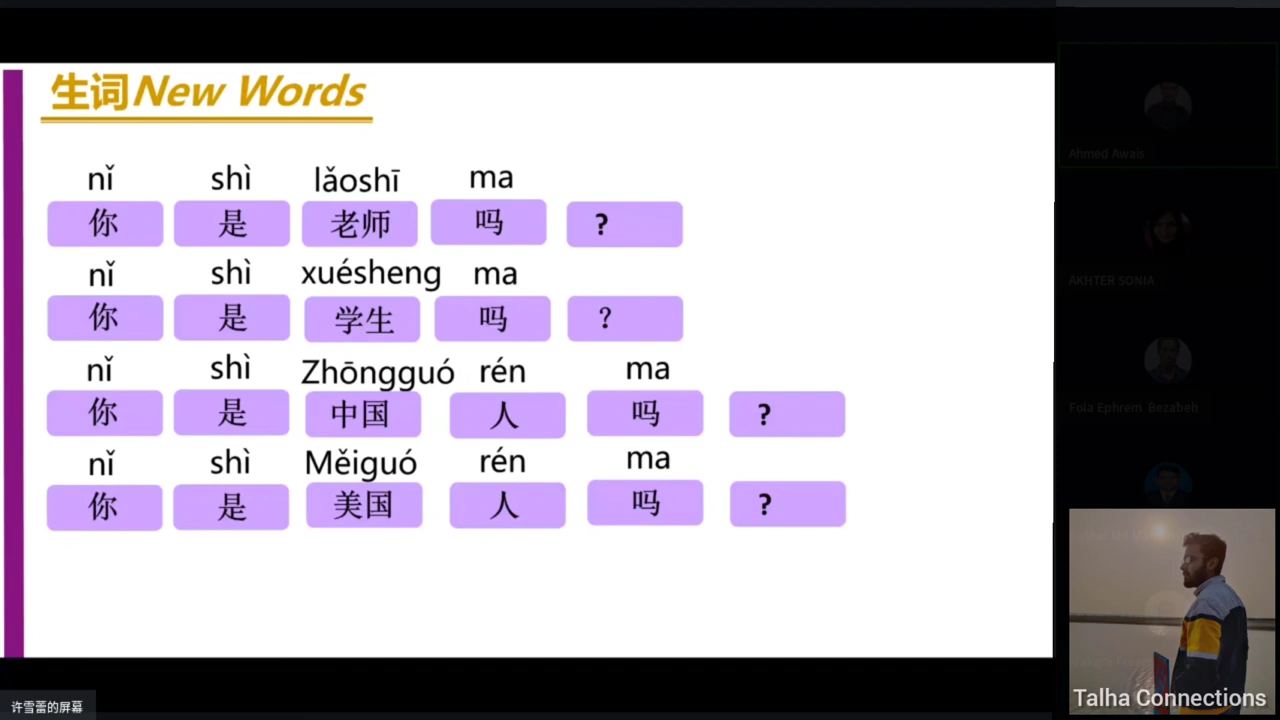 生词New Words
nǐ shì lǎoshī ma
你 是 老师 吗 ?
nǐ shì xuésheng ma
你 是 学生 吗 ?
nǐ shì Zhōngguó rén ma
你 是 中国 人 吗 ?
nǐ shì Měiguó rén ma
你 是 美国 人 吗 ?
许雪蕾的屏幕
Ahmed Awais
AKHTER SONIA
Fola Ephrem Bezabeh
Talha Connections